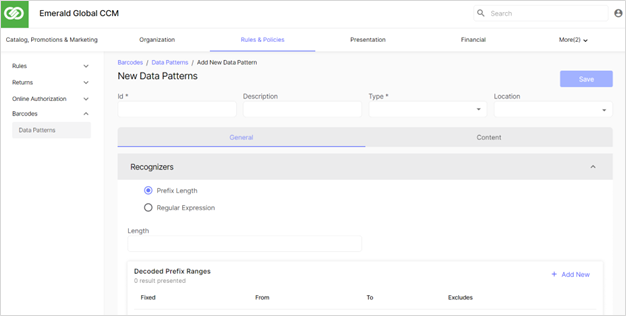 Emerald Global CCM
Search
Catalog, Promotions & Marketing Organization Rules & Policies Presentation Financial More(2)
Rules
Returns
Online Authorization
Barcodes
Data Patterns
Barcodes / Data Patterns / Add New Data Pattern
New Data Patterns
Save
Id * Description Type * Location
General Content
Recognizers
Prefix Length
Regular Expression
Length
Decoded Prefix Ranges
0 result presented
+ Add New
Fixed From To Excludes